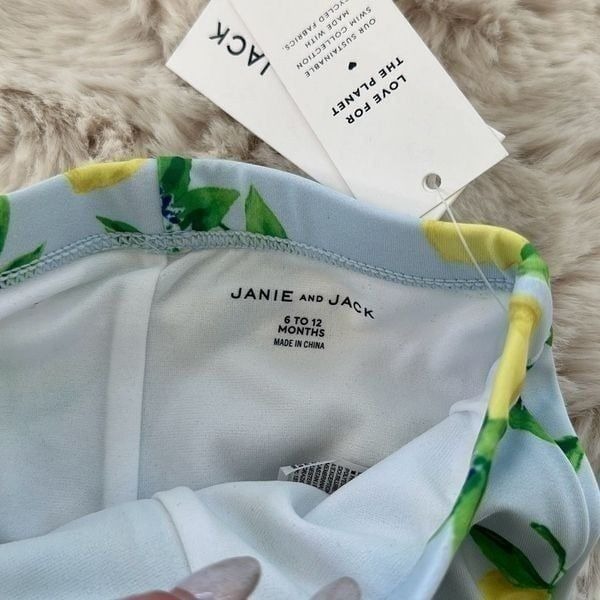 JACK
OUR SUSTAINABLE
SWIM COLLECTION
MADE WITH
FABRICS.
LOVE FOR
THE PLANET
JANIE AND JACK
6 TO 12
MONTHS
MADE IN CHINA